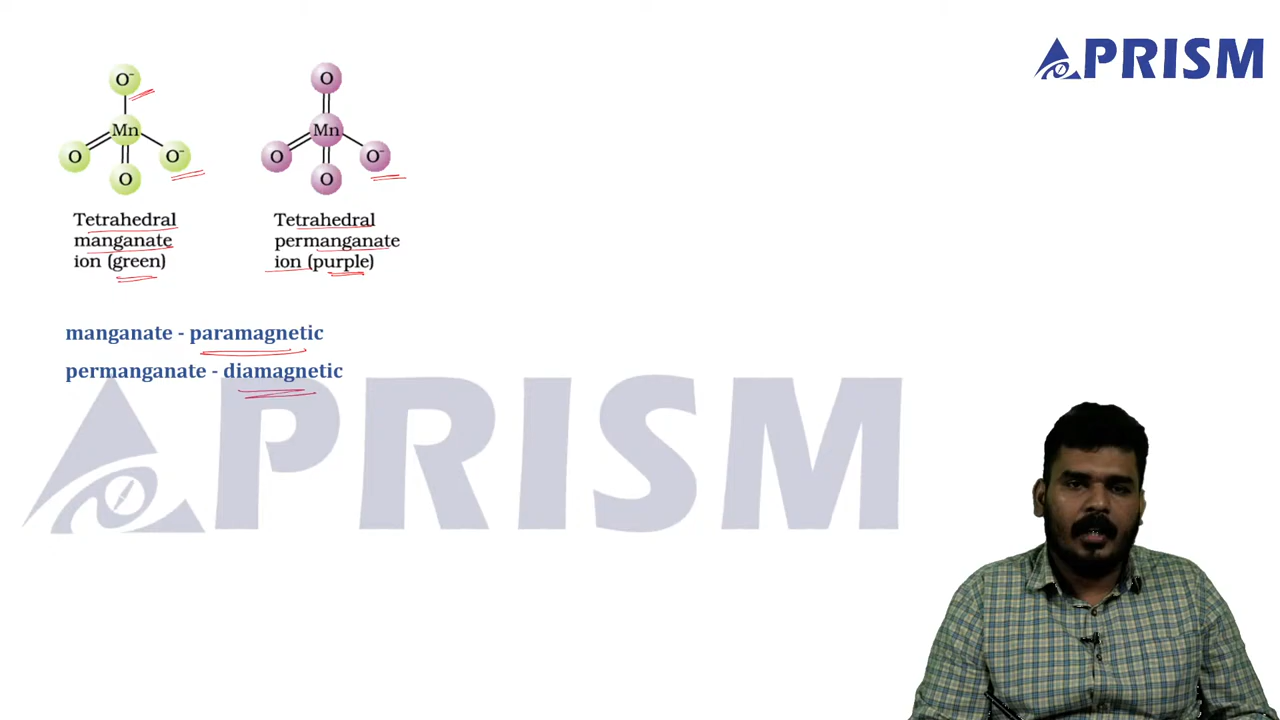 PRISM
O⁻
Mn
O
O⁻
O
O
Mn
O
O⁻
O
Tetrahedral
manganate
ion (green)
Tetrahedral
permanganate
ion (purple)
manganate - paramagnetic
permanganate - diamagnetic
PRISM